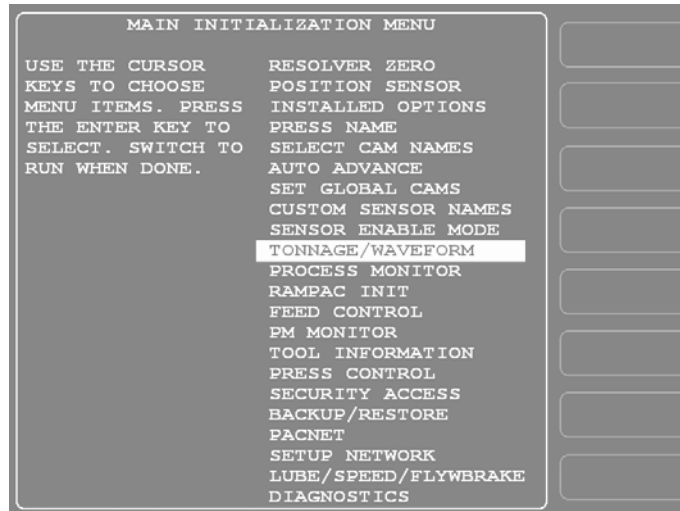 MAIN INITIALIZATION MENU
USE THE CURSOR
KEYS TO CHOOSE
MENU ITEMS. PRESS
THE ENTER KEY TO
SELECT. SWITCH TO
RUN WHEN DONE.
RESOLVER ZERO
POSITION SENSOR
INSTALLED OPTIONS
PRESS NAME
SELECT CAM NAMES
AUTO ADVANCE
SET GLOBAL CAMS
CUSTOM SENSOR NAMES
SENSOR ENABLE MODE
TONNAGE/WAVEFORM
PROCESS MONITOR
RAMPAC INIT
FEED CONTROL
PM MONITOR
TOOL INFORMATION
PRESS CONTROL
SECURITY ACCESS
BACKUP/RESTORE
PACNET
SETUP NETWORK
LUBE/SPEED/FLYWBRAKE
DIAGNOSTICS